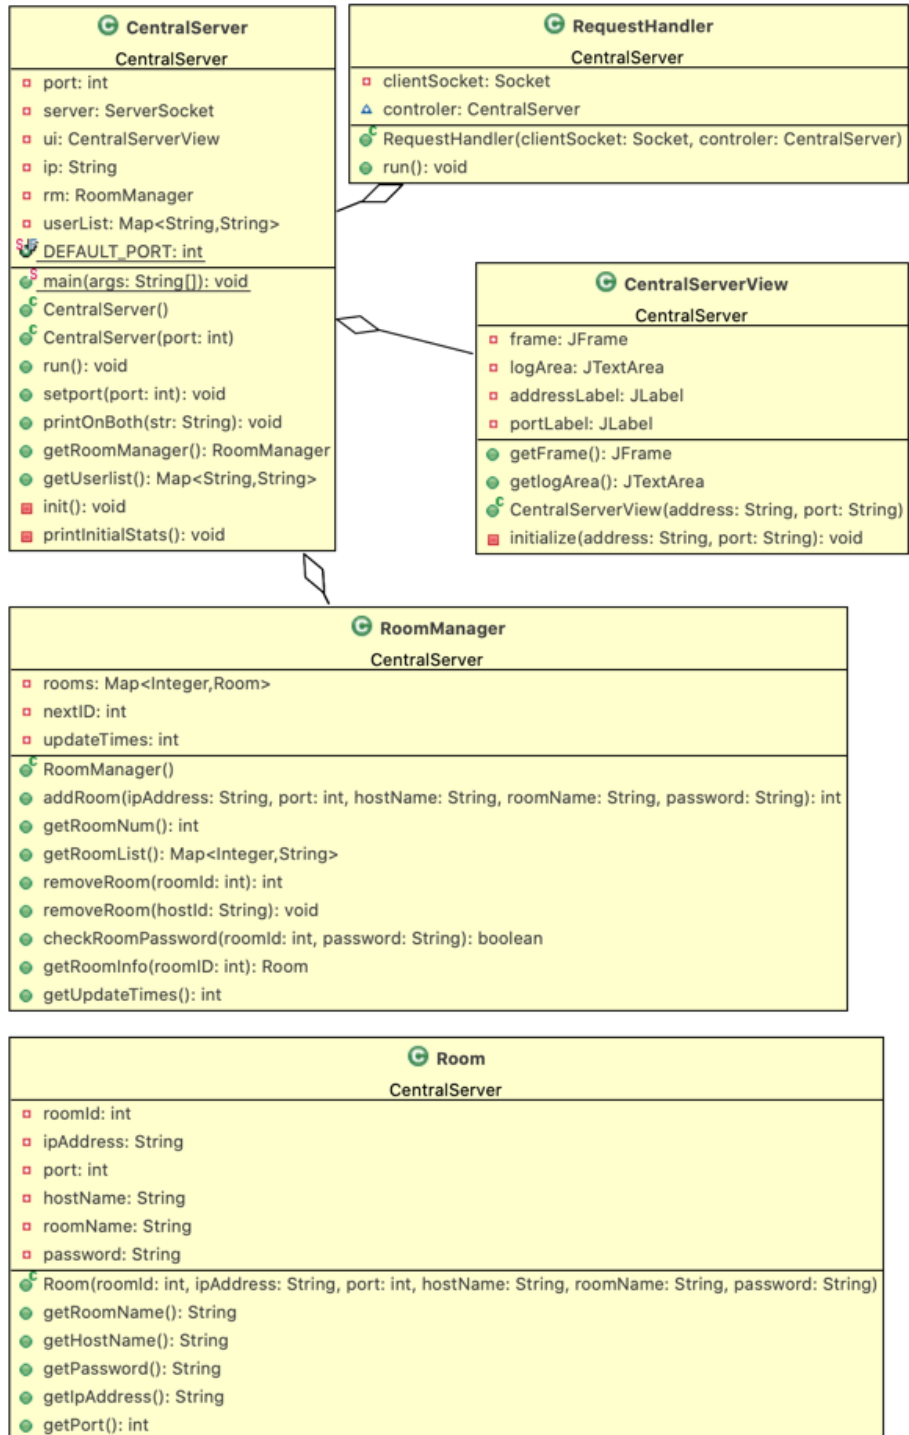 CentralServer
CentralServer
port: int
server: ServerSocket
ui: CentralServerView
ip: String
rm: RoomManager
userList: Map<String,String>
DEFAULT_PORT: int
main(args: String[]): void
CentralServer()
CentralServer(port: int)
run(): void
setport(port: int): void
printOnBoth(str: String): void
getRoomManager(): RoomManager
getUserlist(): Map<String,String>
init(): void
printInitialStats(): void
RequestHandler
CentralServer
clientSocket: Socket
controler: CentralServer
RequestHandler(clientSocket: Socket, controler: CentralServer)
run(): void
CentralServerView
CentralServer
frame: JFrame
logArea: JTextArea
addressLabel: JLabel
portLabel: JLabel
getFrame(): JFrame
getlogArea(): JTextArea
CentralServerView(address: String, port: String)
initialize(address: String, port: String): void
RoomManager
CentralServer
rooms: Map<Integer,Room>
nextID: int
updateTimes: int
RoomManager()
addRoom(ipAddress: String, port: int, hostName: String, roomName: String, password: String): int
getRoomNum(): int
getRoomList(): Map<Integer,String>
removeRoom(roomId: int): int
removeRoom(hostId: String): void
checkRoomPassword(roomId: int, password: String): boolean
getRoomInfo(roomID: int): Room
getUpdateTimes(): int
Room
CentralServer
roomId: int
ipAddress: String
port: int
hostName: String
roomName: String
password: String
Room(roomId: int, ipAddress: String, port: int, hostName: String, roomName: String, password: String)
getRoomName(): String
getHostName(): String
getPassword(): String
getIpAddress(): String
getPort(): int